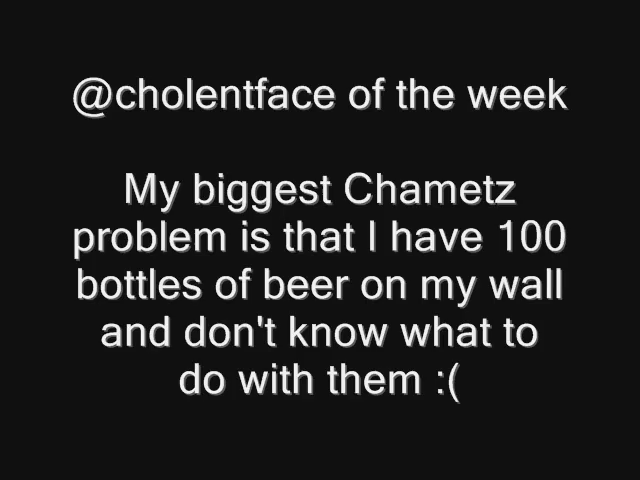 @cholentface of the week
My biggest Chametz
problem is that I have 100
bottles of beer on my wall
and don't know what to
do with them :(